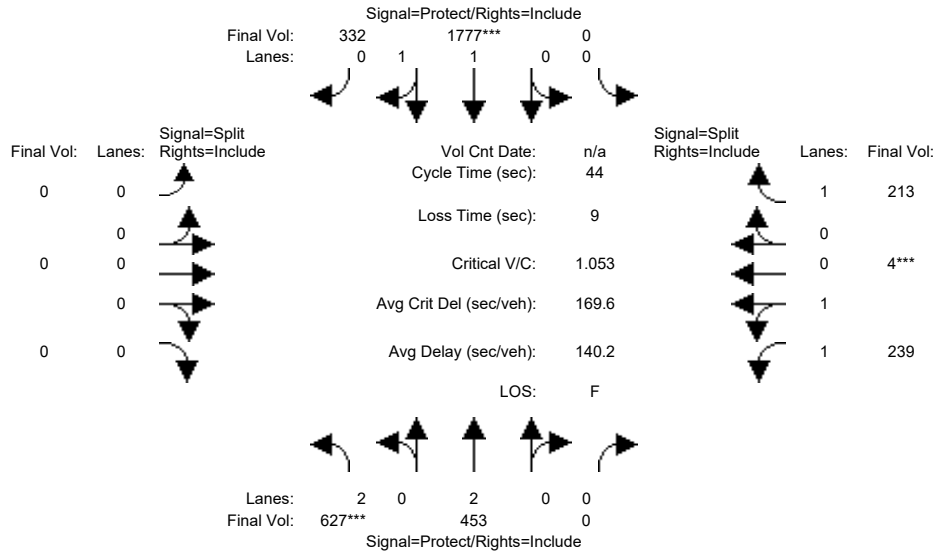 Signal=Protect/Rights=Include
Final Vol: 332 1777*** 0
Lanes: 0 1 1 0 0
Signal=Split
Final Vol: Lanes: Rights=Include
Vol Cnt Date: n/a
Signal=Split
Rights=Include Lanes: Final Vol:
Cycle Time (sec): 44
0 0
1 213
Loss Time (sec): 9
0
0
0 0
Critical V/C: 1.053
0 4***
0
Avg Crit Del (sec/veh): 169.6
1
0 0
Avg Delay (sec/veh): 140.2
1 239
LOS: F
Lanes: 2 0 2 0 0
Final Vol: 627*** 453 0
Signal=Protect/Rights=Include